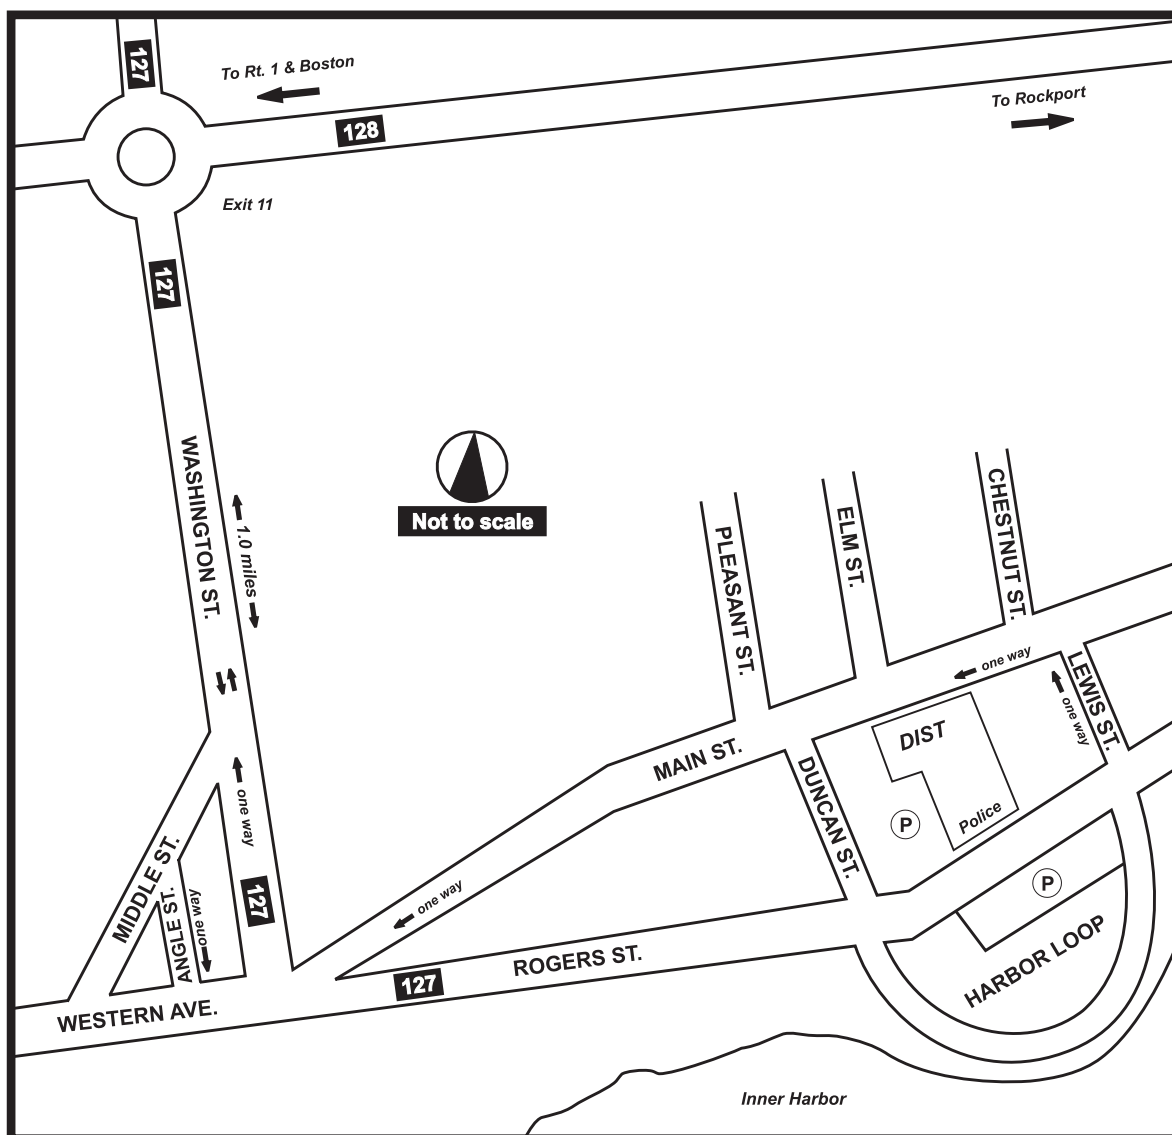 127
To Rt. 1 & Boston
128
To Rockport
Exit 11
127
WASHINGTON ST.
1.0 miles
Not to scale
PLEASANT ST.
ELM ST.
CHESTNUT ST.
one way
LEWIS ST.
one way
DIST
MAIN ST.
DUNCAN ST.
Police
P
one way
MIDDLE ST.
ANGLE ST.
one way
127
one way
P
HARBOR LOOP
ROGERS ST.
127
WESTERN AVE.
Inner Harbor